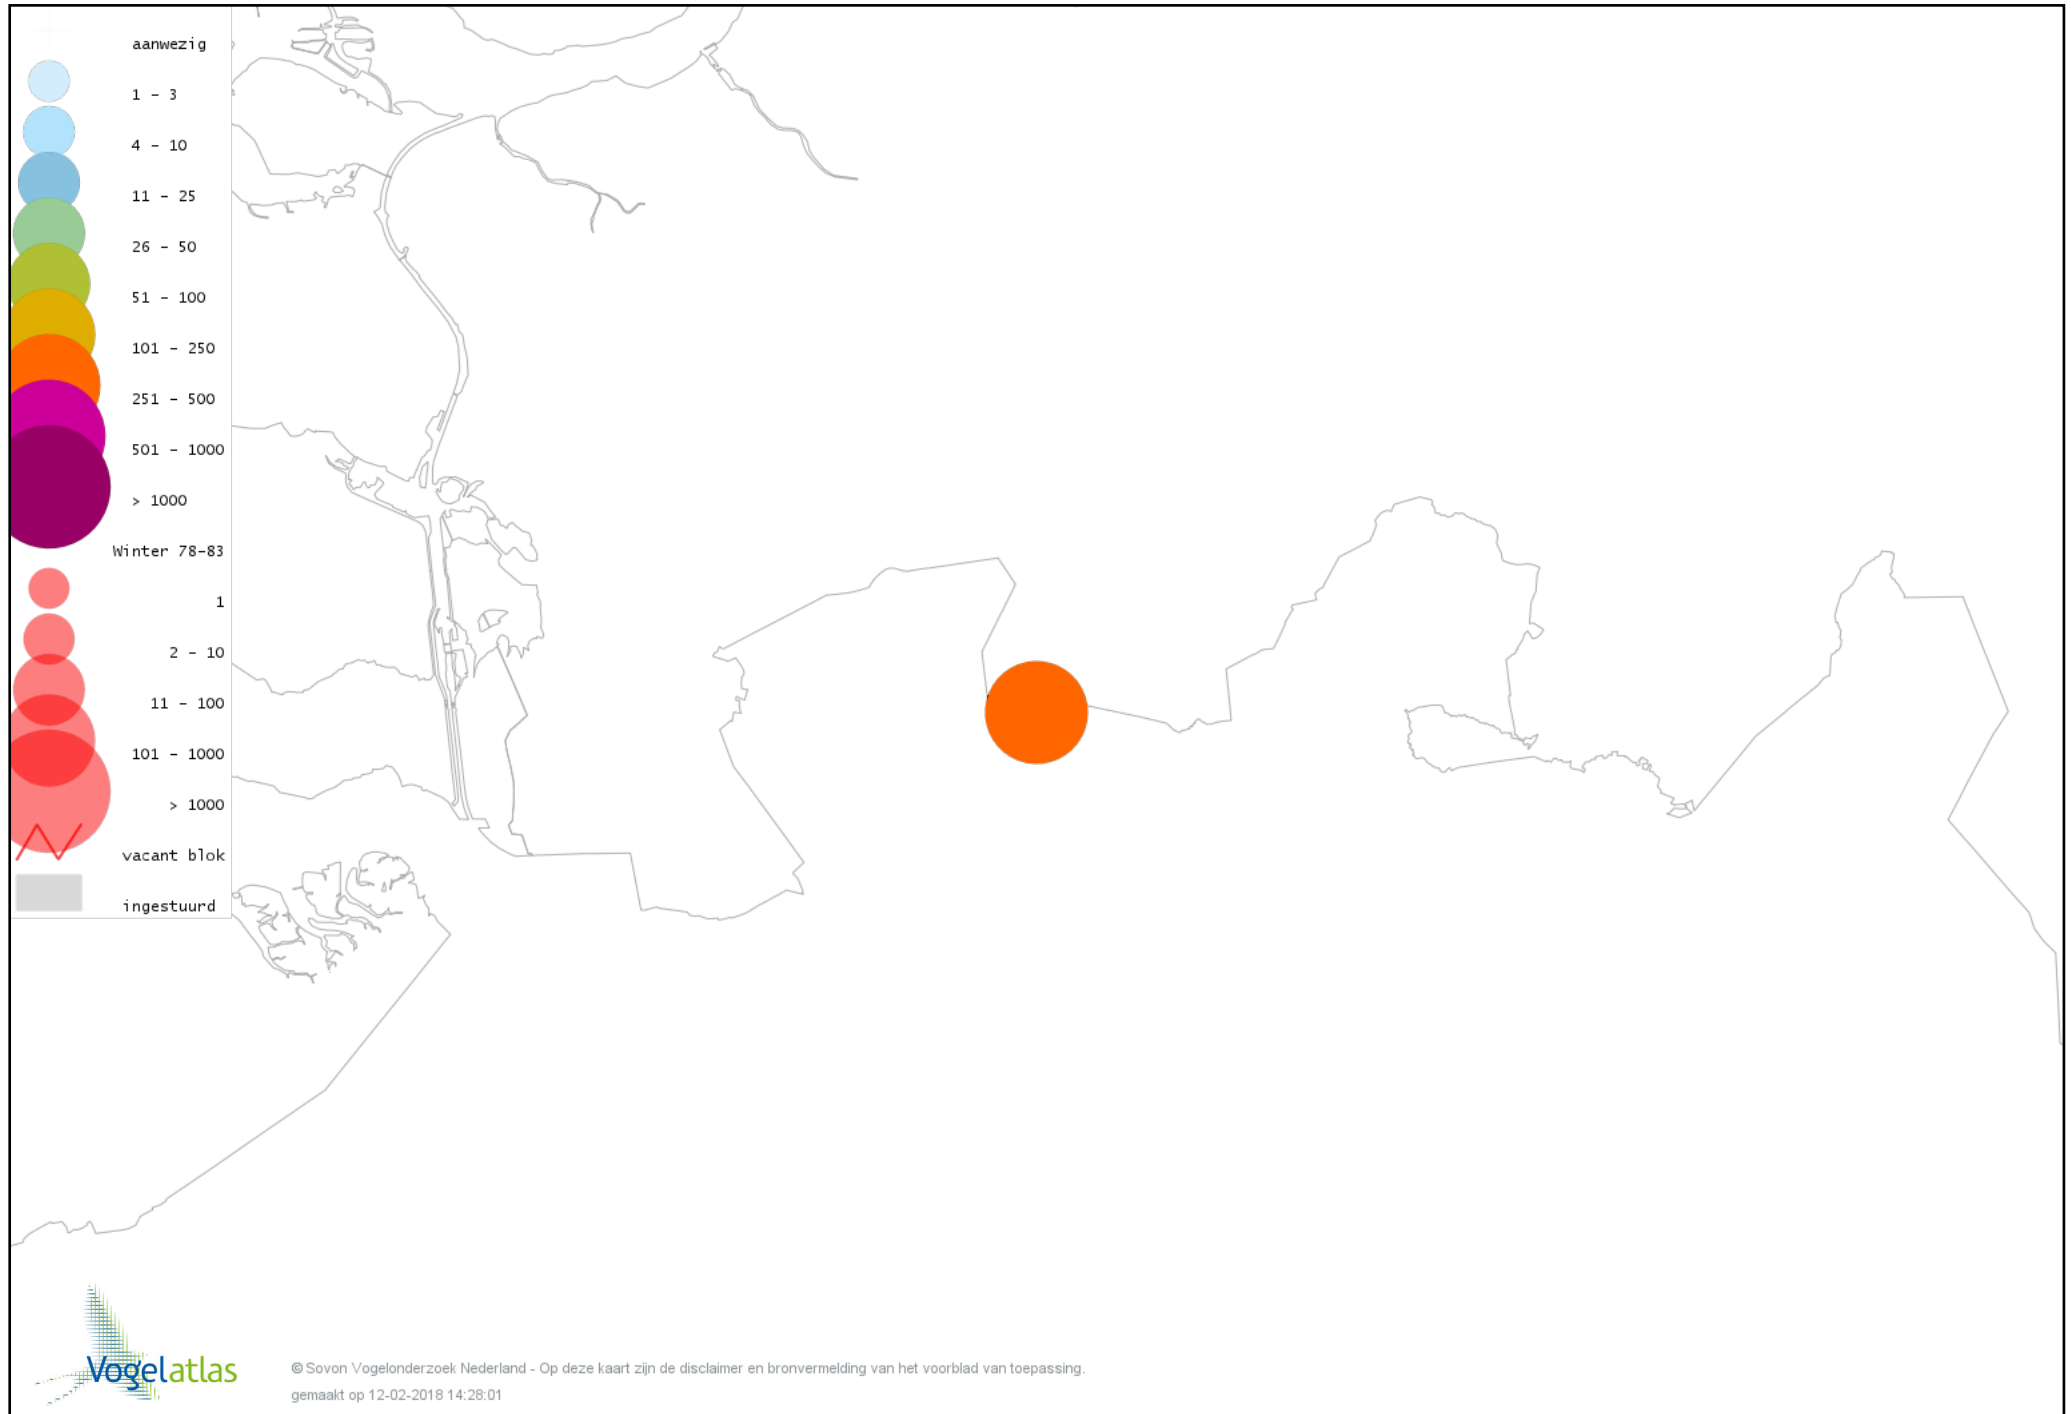 aanwezig
1 - 3
4 - 10
11 - 25
26 - 50
51 - 100
101 - 250
251 - 500
501 - 1000
> 1000
Winter 78-83
1
2 - 10
11 - 100
101 - 1000
> 1000
vacant blok
ingestuurd
Vogelatlas
© Sovon Vogelonderzoek Nederland - Op deze kaart zijn de disclaimer en bronvermelding van het voorblad van toepassing.
gemaakt op 12-02-2018 14:28:01